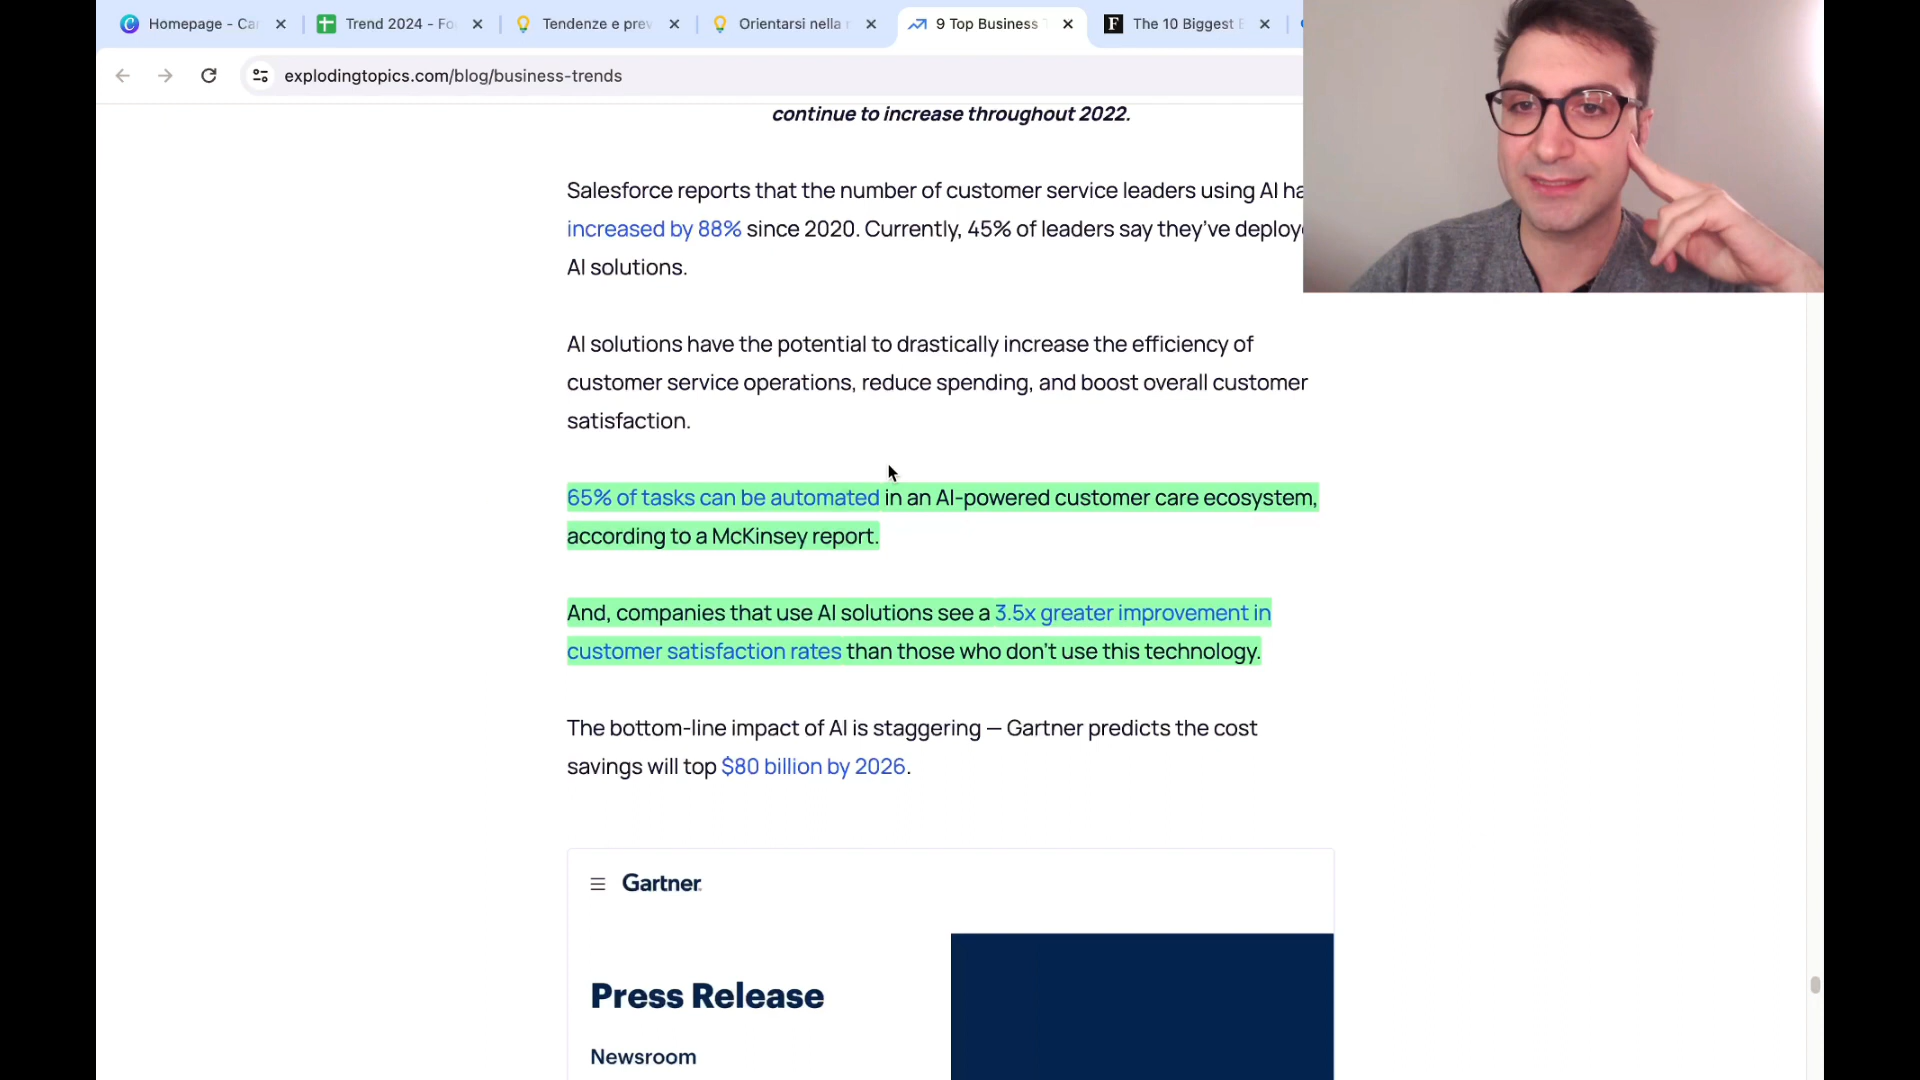 Homepage - Ca
Trend 2024 - Fo
Tendenze e prev
Orientarsi nella
9 Top Business
The 10 Biggest
explodingtopics.com/blog/business-trends
continue to increase throughout 2022.
Salesforce reports that the number of customer service leaders using AI ha
increased by 88% since 2020. Currently, 45% of leaders say they've deploy
AI solutions.
AI solutions have the potential to drastically increase the efficiency of
customer service operations, reduce spending, and boost overall customer
satisfaction.
65% of tasks can be automated in an AI-powered customer care ecosystem,
according to a McKinsey report.
And, companies that use AI solutions see a 3.5x greater improvement in
customer satisfaction rates than those who don't use this technology.
The bottom-line impact of AI is staggering — Gartner predicts the cost
savings will top $80 billion by 2026.
Gartner
Press Release
Newsroom